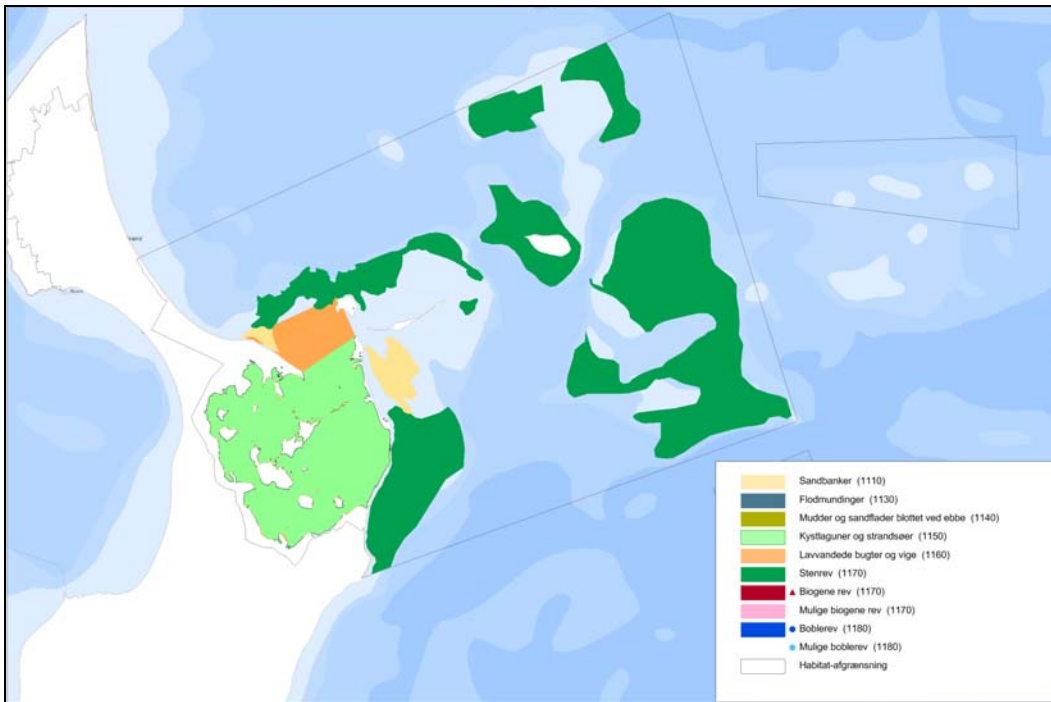 Sandbanker (1110)
Flodmundinger (1130)
Mudder og sandflader blottet ved ebbe (1140)
Kystlaguner og strandsøer (1150)
Lavvandede bugter og vige (1160)
Stenrev (1170)
Biogene rev (1170)
Mulige biogene rev (1170)
Boblerev (1180)
Mulige boblerev (1180)
Habitat-afgrænsning